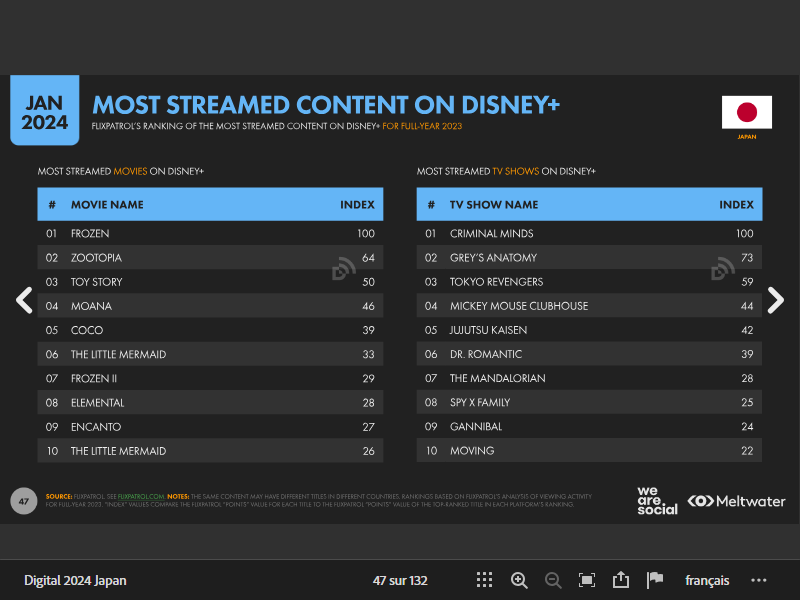 JAN
2024
MOST STREAMED CONTENT ON DISNEY+
FLIXPATROL'S RANKING OF THE MOST STREAMED CONTENT ON DISNEY+ FOR FULL-YEAR 2023
JAPAN
MOST STREAMED MOVIES ON DISNEY+
# MOVIE NAME INDEX
01 FROZEN 100
02 ZOOTOPIA 64
03 TOY STORY 50
04 MOANA 46
05 COCO 39
06 THE LITTLE MERMAID 33
07 FROZEN II 29
08 ELEMENTAL 28
09 ENCANTO 27
10 THE LITTLE MERMAID 26
MOST STREAMED TV SHOWS ON DISNEY+
# TV SHOW NAME INDEX
01 CRIMINAL MINDS 100
02 GREY'S ANATOMY 73
03 TOKYO REVENGERS 59
04 MICKEY MOUSE CLUBHOUSE 44
05 JUJUTSU KAISEN 42
06 DR. ROMANTIC 39
07 THE MANDALORIAN 28
08 SPY X FAMILY 25
09 GANNIBAL 24
10 MOVING 22
47
SOURCE: FLIXPATROL. SEE FLIXPATROL.COM. NOTES: THE SAME CONTENT MAY HAVE DIFFERENT TITLES IN DIFFERENT COUNTRIES. RANKINGS BASED ON FLIXPATROL'S ANALYSIS OF VIEWING ACTIVITY
FOR FULL-YEAR 2023. "INDEX" VALUES COMPARE THE FLIXPATROL "POINTS" VALUE FOR EACH TITLE TO THE FLIXPATROL "POINTS" VALUE OF THE TOP-RANKED TITLE IN EACH PLATFORM'S RANKING.
we
are
social
Meltwater
Digital 2024 Japan
47 sur 132
français